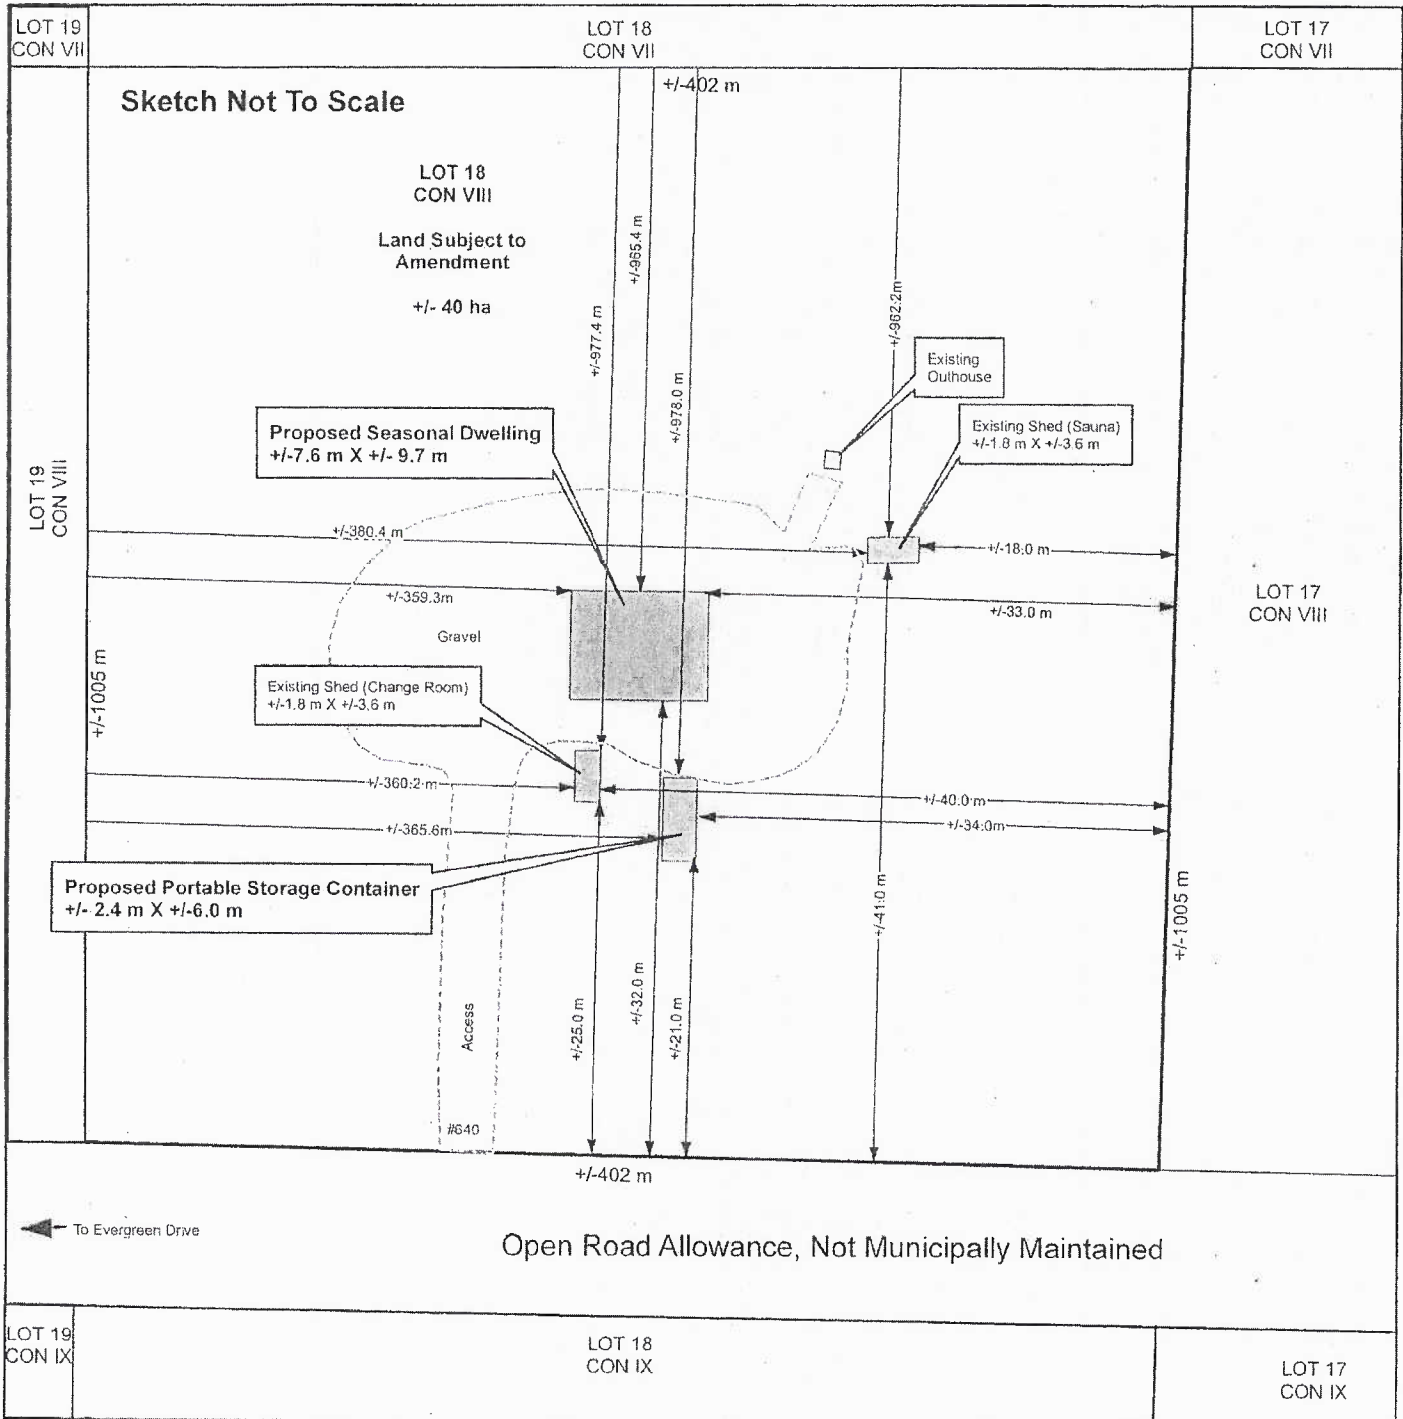 LOT 19
CON VII
LOT 18
CON VII
LOT 17
CON VII
+/-402 m
Sketch Not To Scale
LOT 18
CON VIII
Land Subject to
Amendment
+/- 40 ha
+/-965.4 m
+/-977.4 m
+/-978.0 m
+/-962.2m
Existing
Outhouse
Existing Shed (Sauna)
+/-1.8 m X +/-3.6 m
Proposed Seasonal Dwelling
+/-7.6 m X +/- 9.7 m
LOT 19
CON VIII
+/-380.4 m
+/-18.0 m
+/-359.3m
+/-33.0 m
LOT 17
CON VIII
Gravel
+/-1005 m
Existing Shed (Change Room)
+/-1.8 m X +/-3.6 m
+/-360.2 m
+/-40.0 m
+/-365.6m
+/-34.0m
Proposed Portable Storage Container
+/- 2.4 m X +/-6.0 m
+/-41.0 m
+/-1005 m
Access
+/-25.0 m
+/-32.0 m
+/-21.0 m
#640
+/-402 m
To Evergreen Drive
Open Road Allowance, Not Municipally Maintained
LOT 19
CON IX
LOT 18
CON IX
LOT 17
CON IX